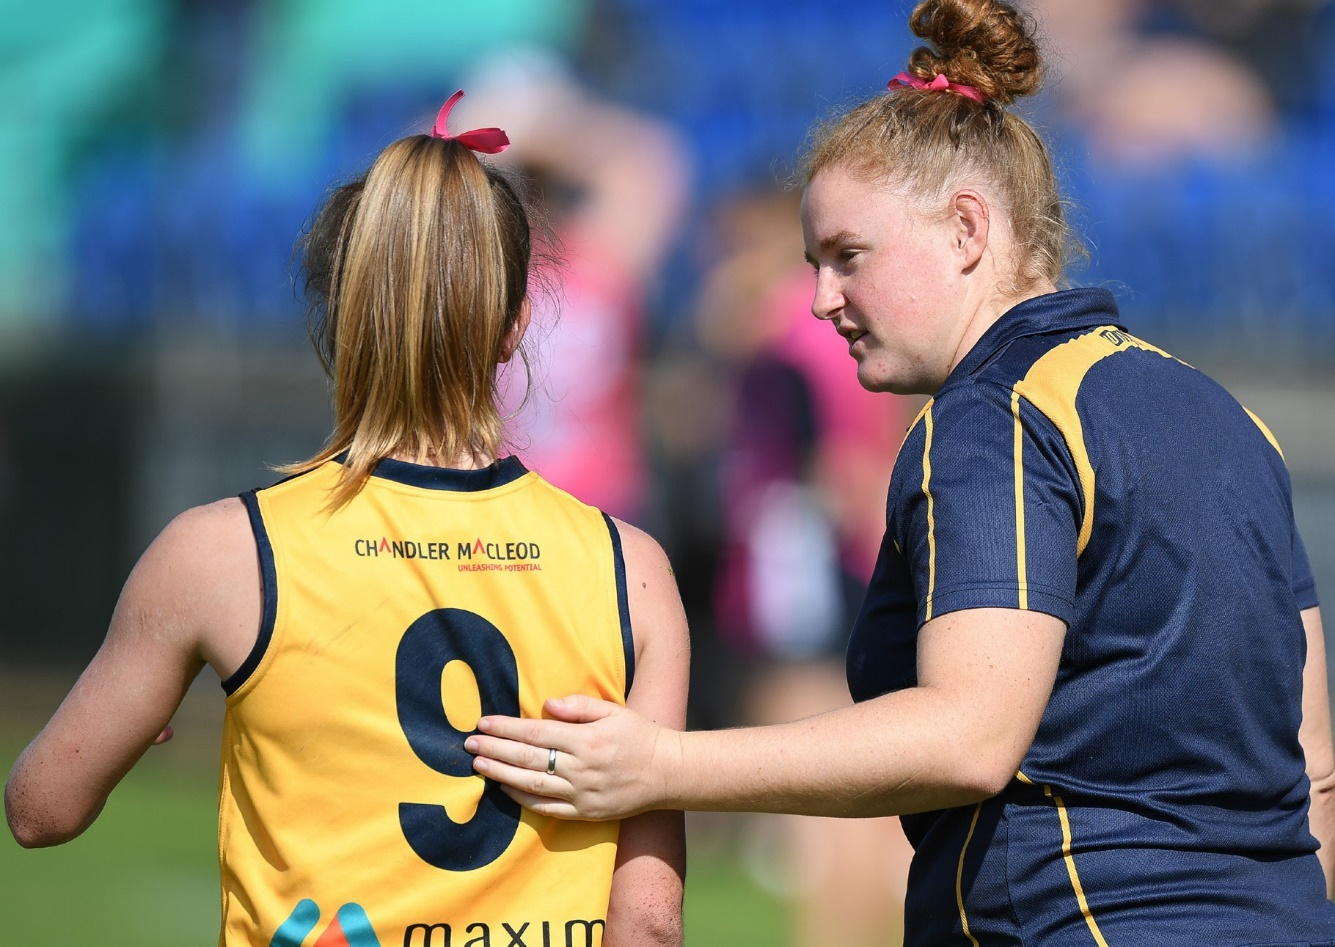 CHANDLER MACLEOD
UNLEASHING POTENTIAL
9
maxim